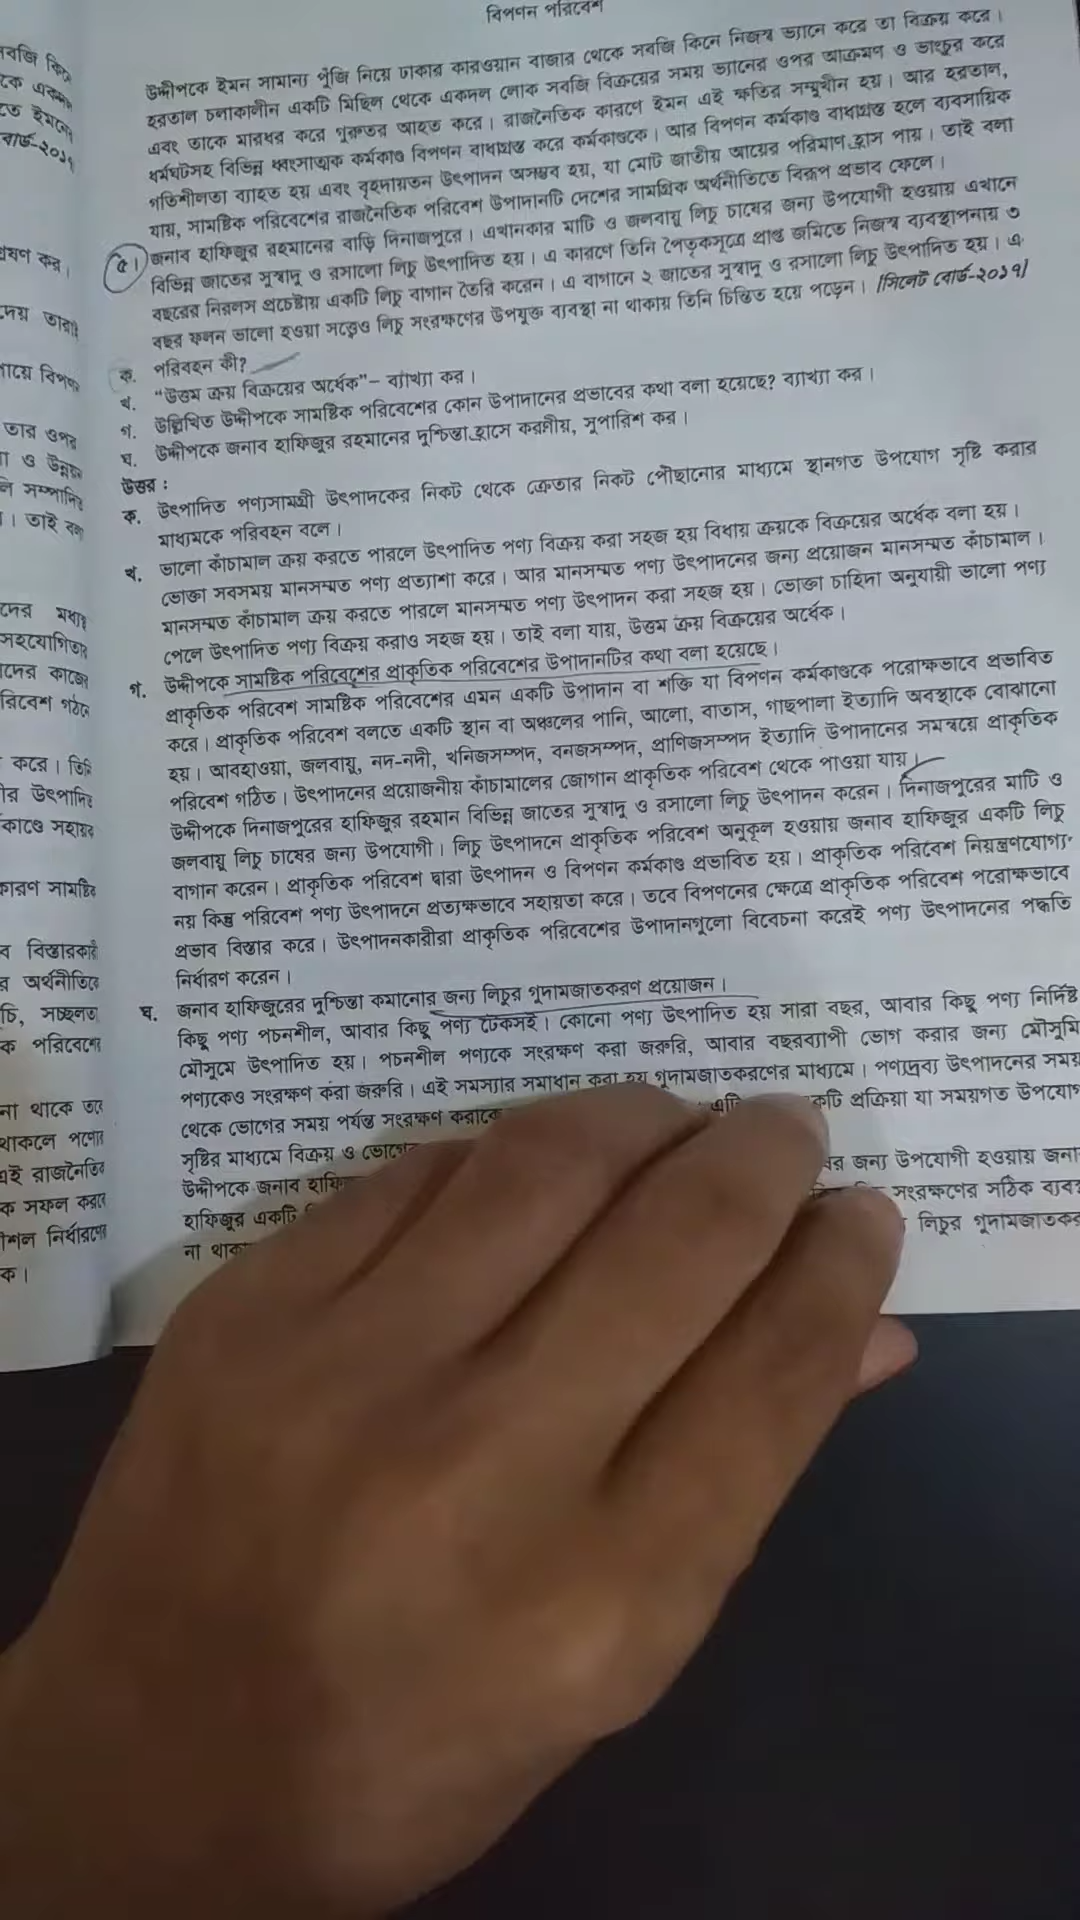 বিপণন পরিবেশ
উদ্দীপকে ইমন সামান্য পুঁজি নিয়ে ঢাকার কারওয়ান বাজার থেকে সবজি কিনে নিজস্ব ভ্যানে করে তা বিক্রয় করে।
হরতাল চলাকালীন একটি মিছিল থেকে একদল লোক সবজি বিক্রয়ের সময় ভ্যানের ওপর আক্রমণ ও ভাংচুর করে
এবং তাকে মারধর করে গুরুতর আহত করে। রাজনৈতিক কারণে ইমন এই ক্ষতির সম্মুখীন হয়। আর হরতাল,
ধর্মঘটসহ বিভিন্ন ধ্বংসাত্মক কর্মকাণ্ড বিপণন বাধাগ্রস্ত করে কর্মকাণ্ডকে। আর বিপণন কর্মকাণ্ড বাধাগ্রস্ত হলে ব্যবসায়িক
গতিশীলতা ব্যাহত হয় এবং বৃহদায়তন উৎপাদন অসম্ভব হয়, যা মোট জাতীয় আয়ের পরিমাণ হ্রাস পায়। তাই বলা
যায়, সামষ্টিক পরিবেশের রাজনৈতিক পরিবেশ উপাদানটি দেশের সামগ্রিক অর্থনীতিতে বিরূপ প্রভাব ফেলে।
৫। জনাব হাফিজুর রহমানের বাড়ি দিনাজপুরে। এখানকার মাটি ও জলবায়ু লিচু চাষের জন্য উপযোগী হওয়ায় এখানে
বিভিন্ন জাতের সুস্বাদু ও রসালো লিচু উৎপাদিত হয়। এ কারণে তিনি পৈতৃকসূত্রে প্রাপ্ত জমিতে নিজস্ব ব্যবস্থাপনায় ৩
বছরের নিরলস প্রচেষ্টায় একটি লিচু বাগান তৈরি করেন। এ বাগানে ২ জাতের সুস্বাদু ও রসালো লিচু উৎপাদিত হয়। এ
বছর ফলন ভালো হওয়া সত্ত্বেও লিচু সংরক্ষণের উপযুক্ত ব্যবস্থা না থাকায় তিনি চিন্তিত হয়ে পড়েন। [সিলেট বোর্ড-২০১৭]
ক. পরিবহন কী?
খ. “উত্তম ক্রয় বিক্রয়ের অর্ধেক”- ব্যাখ্যা কর।
গ. উল্লিখিত উদ্দীপকে সামষ্টিক পরিবেশের কোন উপাদানের প্রভাবের কথা বলা হয়েছে? ব্যাখ্যা কর।
ঘ. উদ্দীপকে জনাব হাফিজুর রহমানের দুশ্চিন্তা হ্রাসে করণীয়, সুপারিশ কর।
উত্তর :
ক. উৎপাদিত পণ্যসামগ্রী উৎপাদকের নিকট থেকে ক্রেতার নিকট পৌছানোর মাধ্যমে স্থানগত উপযোগ সৃষ্টি করার
মাধ্যমকে পরিবহন বলে।
খ. ভালো কাঁচামাল ক্রয় করতে পারলে উৎপাদিত পণ্য বিক্রয় করা সহজ হয় বিধায় ক্রয়কে বিক্রয়ের অর্ধেক বলা হয়।
ভোক্তা সবসময় মানসম্মত পণ্য প্রত্যাশা করে। আর মানসম্মত পণ্য উৎপাদনের জন্য প্রয়োজন মানসম্মত কাঁচামাল।
মানসম্মত কাঁচামাল ক্রয় করতে পারলে মানসম্মত পণ্য উৎপাদন করা সহজ হয়। ভোক্তা চাহিদা অনুযায়ী ভালো পণ্য
পেলে উৎপাদিত পণ্য বিক্রয় করাও সহজ হয়। তাই বলা যায়, উত্তম ক্রয় বিক্রয়ের অর্ধেক।
গ. উদ্দীপকে সামষ্টিক পরিবেশের প্রাকৃতিক পরিবেশের উপাদানটির কথা বলা হয়েছে।
প্রাকৃতিক পরিবেশ সামষ্টিক পরিবেশের এমন একটি উপাদান বা শক্তি যা বিপণন কর্মকাণ্ডকে পরোক্ষভাবে প্রভাবিত
করে। প্রাকৃতিক পরিবেশ বলতে একটি স্থান বা অঞ্চলের পানি, আলো, বাতাস, গাছপালা ইত্যাদি অবস্থাকে বোঝানো
হয়। আবহাওয়া, জলবায়ু, নদ-নদী, খনিজসম্পদ, বনজসম্পদ, প্রাণিজসম্পদ ইত্যাদি উপাদানের সমন্বয়ে প্রাকৃতিক
পরিবেশ গঠিত। উৎপাদনের প্রয়োজনীয় কাঁচামালের জোগান প্রাকৃতিক পরিবেশ থেকে পাওয়া যায়।
উদ্দীপকে দিনাজপুরের হাফিজুর রহমান বিভিন্ন জাতের সুস্বাদু ও রসালো লিচু উৎপাদন করেন। দিনাজপুরের মাটি ও
জলবায়ু লিচু চাষের জন্য উপযোগী। লিচু উৎপাদনে প্রাকৃতিক পরিবেশ অনুকূল হওয়ায় জনাব হাফিজুর একটি লিচু
বাগান করেন। প্রাকৃতিক পরিবেশ দ্বারা উৎপাদন ও বিপণন কর্মকাণ্ড প্রভাবিত হয়। প্রাকৃতিক পরিবেশ নিয়ন্ত্রণযোগ্য
নয় কিন্তু পরিবেশ পণ্য উৎপাদনে প্রত্যক্ষভাবে সহায়তা করে। তবে বিপণনের ক্ষেত্রে প্রাকৃতিক পরিবেশ পরোক্ষভাবে
প্রভাব বিস্তার করে। উৎপাদনকারীরা প্রাকৃতিক পরিবেশের উপাদানগুলো বিবেচনা করেই পণ্য উৎপাদনের পদ্ধতি
নির্ধারণ করেন।
ঘ. জনাব হাফিজুরের দুশ্চিন্তা কমানোর জন্য লিচুর গুদামজাতকরণ প্রয়োজন।
কিছু পণ্য পচনশীল, আবার কিছু পণ্য টেকসই। কোনো পণ্য উৎপাদিত হয় সারা বছর, আবার কিছু পণ্য নির্দিষ্ট
মৌসুমে উৎপাদিত হয়। পচনশীল পণ্যকে সংরক্ষণ করা জরুরি, আবার বছরব্যাপী ভোগ করার জন্য মৌসুমি
পণ্যকেও সংরক্ষণ করা জরুরি। এই সমস্যার সমাধান করা হয় গুদামজাতকরণের মাধ্যমে। পণ্যদ্রব্য উৎপাদনের সময়
থেকে ভোগের সময় পর্যন্ত সংরক্ষণ করাকে প্রক্রিয়া বা সময়গত উপযোগ
সৃষ্টির মাধ্যমে বিক্রয় ও ভোগের জন্য উপযোগী হওয়ায় জনা
উদ্দীপকে জনাব হাফি সংরক্ষণের সঠিক ব্যব
হাফিজুর একটি লিচুর গুদামজাতকর
না থাক